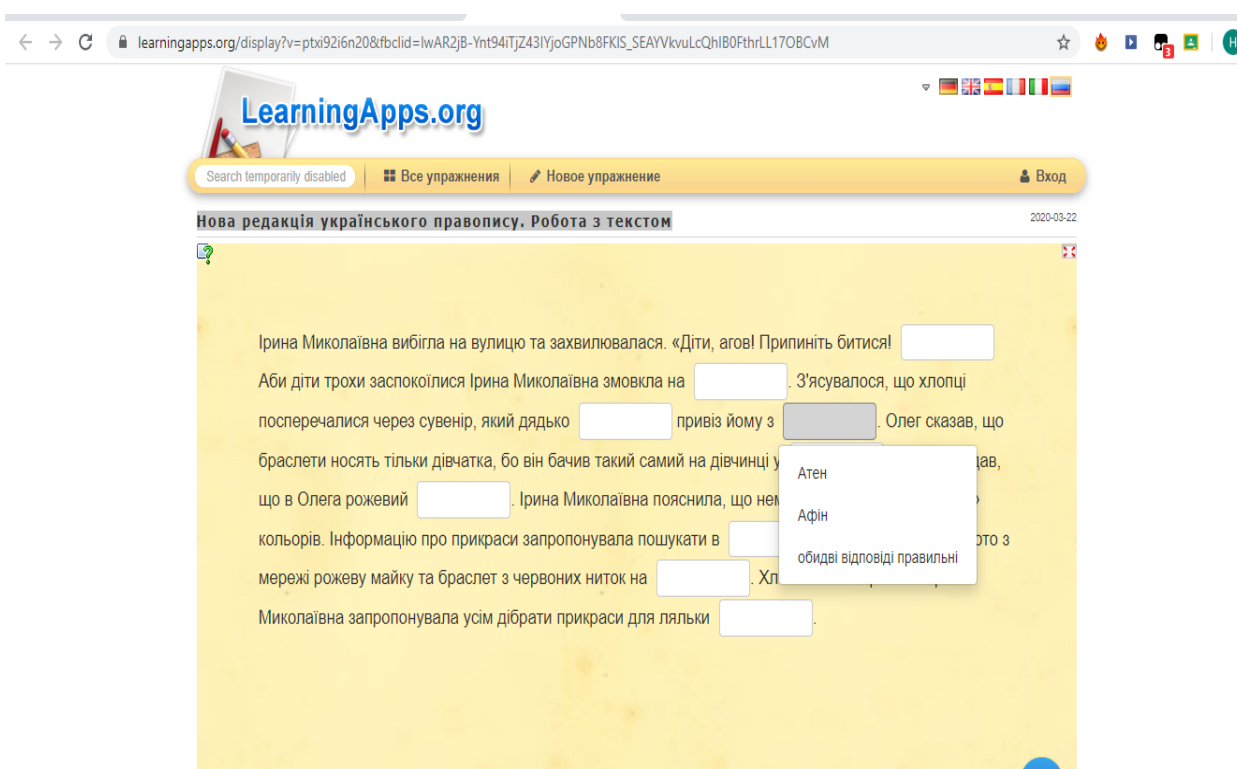 learningapps.org/display?v=ptxi92i6n20&fbclid=IwAR2jB-Ynt94iTjZ43IYjoGPNb8FKIS_SEAYVkvuLcQhIB0FthrLL17OBCvM
3
H
LearningApps.org
Search temporarily disabled Все упражнения Новое упражнение Вход
Нова редакція українського правопису. Робота з текстом 2020-03-22
Ірина Миколаївна вибігла на вулицю та захвилювалася. «Діти, агов! Припиніть битися!
Аби діти трохи заспокоїлися Ірина Миколаївна змовкла на . З'ясувалося, що хлопці
посперечалися через сувенір, який дядько привіз йому з . Олег сказав, що
браслети носять тільки дівчатка, бо він бачив такий самий на дівчинці у
що в Олега рожевий . Ірина Миколаївна пояснила, що
кольорів. Інформацію про прикраси запропонувала пошукати в
мережі рожеву майку та браслет з червоних ниток на .
Миколаївна запропонувала усім дібрати прикраси для ляльки .
Атен
Афін
обидві відповіді правильні